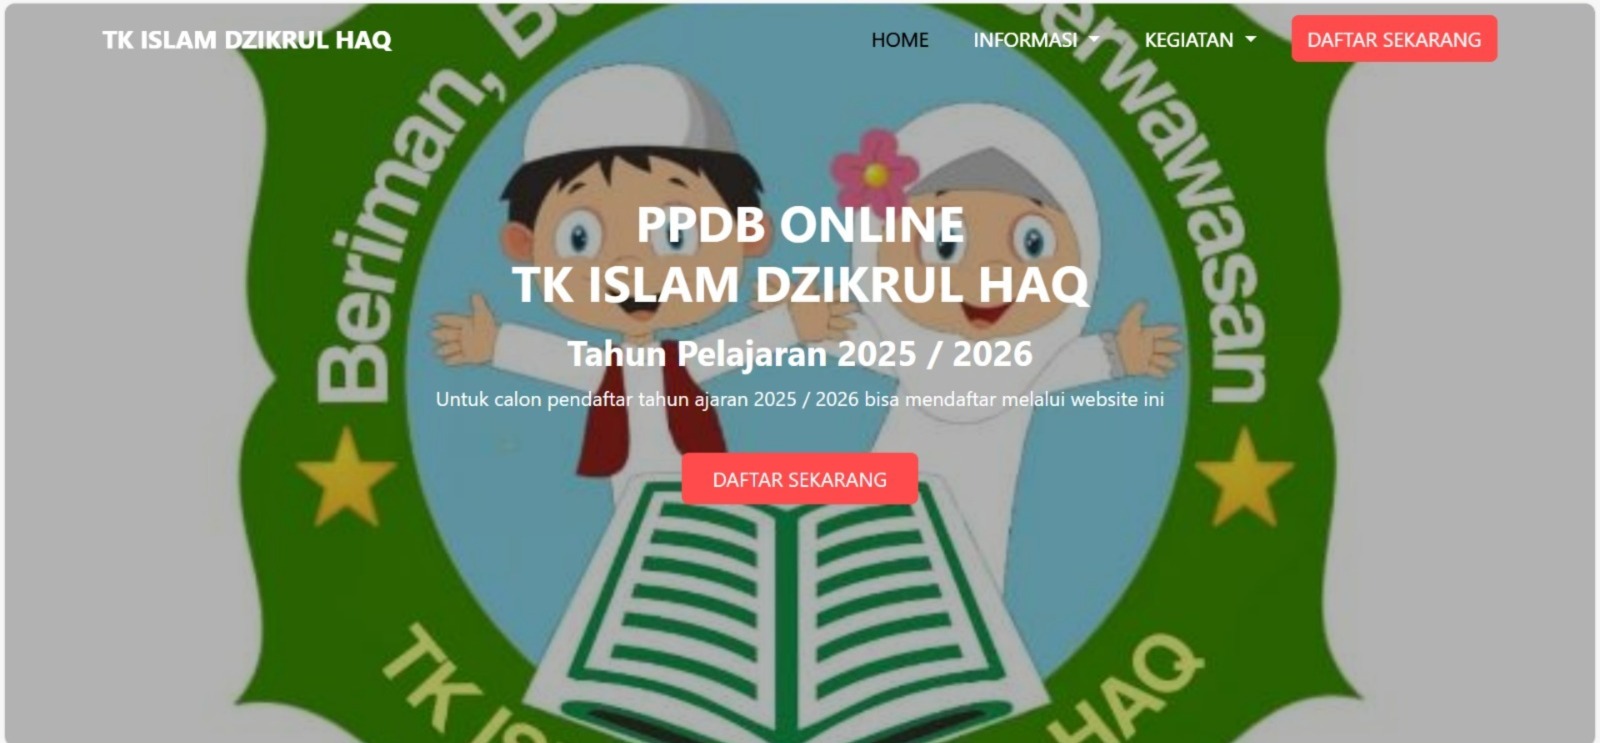 TK ISLAM DZIKRUL HAQ
HOME
INFORMASI
KEGIATAN
DAFTAR SEKARANG
Beriman,
Berwawasan
PPDB ONLINE
TK ISLAM DZIKRUL HAQ
Tahun Pelajaran 2025 / 2026
Untuk calon pendaftar tahun ajaran 2025 / 2026 bisa mendaftar melalui website ini
DAFTAR SEKARANG
TK
HAQ